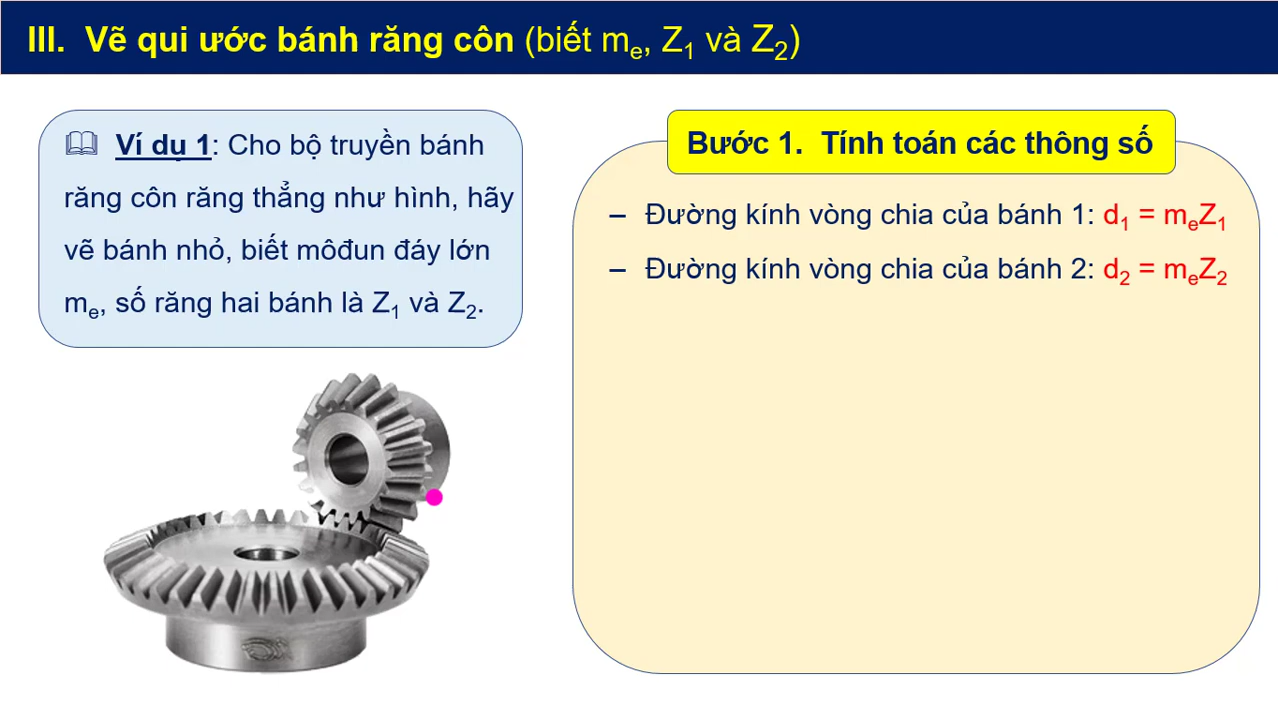 III. Vẽ qui ước bánh răng côn (biết mₑ, Z₁ và Z₂)
Ví dụ 1: Cho bộ truyền bánh
răng côn răng thẳng như hình, hãy
vẽ bánh nhỏ, biết môđun đáy lớn
mₑ, số răng hai bánh là Z₁ và Z₂.
Bước 1. Tính toán các thông số
– Đường kính vòng chia của bánh 1: d₁ = mₑZ₁
– Đường kính vòng chia của bánh 2: d₂ = mₑZ₂